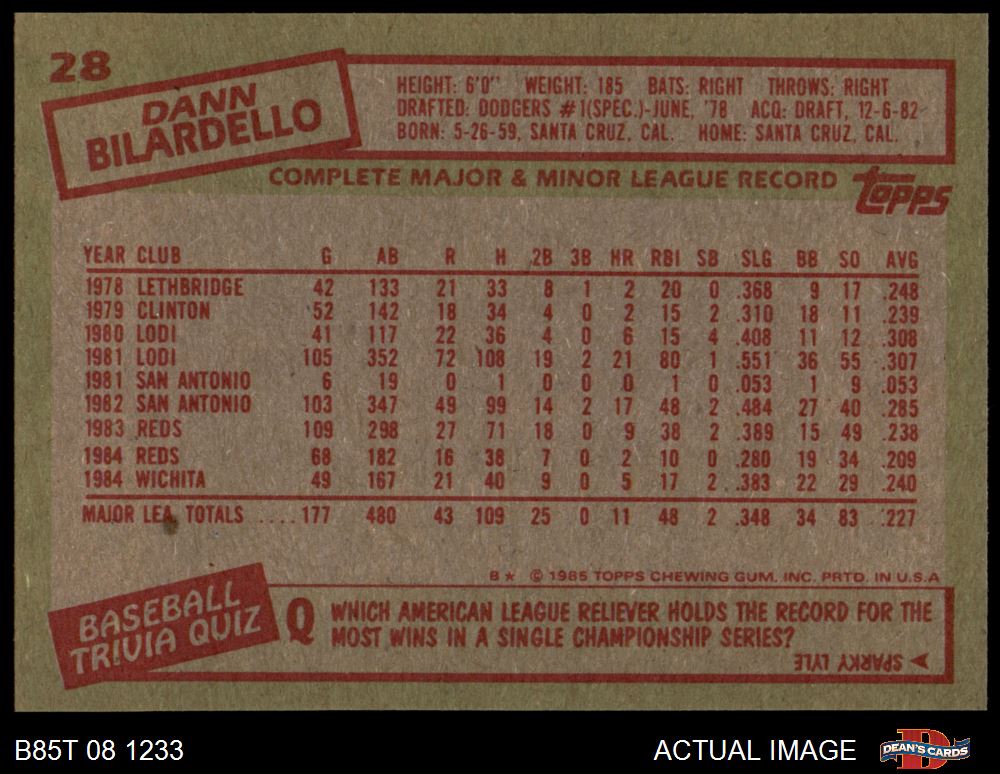 28
DANN
BILARDELLO
HEIGHT: 6'0" WEIGHT: 185 BATS: RIGHT THROWS: RIGHT
DRAFTED: DODGERS #1(SPEC.)-JUNE, '78 ACQ: DRAFT, 12-6-82
BORN: 5-26-59, SANTA CRUZ, CAL. HOME: SANTA CRUZ, CAL.
COMPLETE MAJOR & MINOR LEAGUE RECORD
topps
YEAR CLUB G AB R H 2B 3B HR RBI SB SLG BB SO AVG
1978 LETHBRIDGE 42 133 21 33 8 1 2 20 0 .368 9 17 .248
1979 CLINTON 52 142 18 34 4 0 2 15 2 .310 18 11 .239
1980 LODI 41 117 22 36 4 0 6 15 4 .408 11 12 .308
1981 LODI 105 352 72 108 19 2 21 80 1 .551 36 55 .307
1981 SAN ANTONIO 6 19 0 1 0 0 0 1 0 .053 1 9 .053
1982 SAN ANTONIO 103 347 49 99 14 2 17 48 2 .484 27 40 .285
1983 REDS 109 298 27 71 18 0 9 38 2 .389 15 49 .238
1984 REDS 68 182 16 38 7 0 2 10 0 .280 19 34 .209
1984 WICHITA 49 167 21 40 9 0 5 17 2 .383 22 29 .240
MAJOR LEA. TOTALS .... 177 480 43 109 25 0 11 48 2 .348 34 83 .227
B★ © 1985 TOPPS CHEWING GUM, INC. PRTD. IN U.S.A
BASEBALL
TRIVIA QUIZ
Q WHICH AMERICAN LEAGUE RELIEVER HOLDS THE RECORD FOR THE
MOST WINS IN A SINGLE CHAMPIONSHIP SERIES?
SPARKY LYLE
B85T 08 1233
ACTUAL IMAGE
DEAN'S CARDS